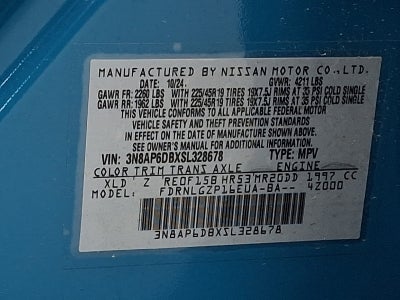 MANUFACTURED BY NISSAN MOTOR CO., LTD.
DATE: 10/24 GVWR: 4211 LBS
GAWR FR: 2260 LBS WITH 225/45R19 TIRES 19X7.5J RIMS AT 35 PSI COLD SINGLE
GAWR RR: 1962 LBS WITH 225/45R19 TIRES 19X7.5J RIMS AT 35 PSI COLD SINGLE
THIS VEHICLE CONFORMS TO ALL APPLICABLE FEDERAL MOTOR
VEHICLE SAFETY AND THEFT PREVENTION STANDARDS
IN EFFECT ON THE DATE OF MANUFACTURE SHOWN ABOVE.
SEE OWNER'S MANUAL FOR ADDITIONAL INFORMATION.
VIN: 3N8AP6DBXSL328678 TYPE: MPV
COLOR TRIM TRANS AXLE ENGINE
XLD Z RE0F15B HR53 MR20DD 1997 CC
MODEL: FDRNLGZP16EUA-BA-- 4Z000
3N8AP6DBXSL328678